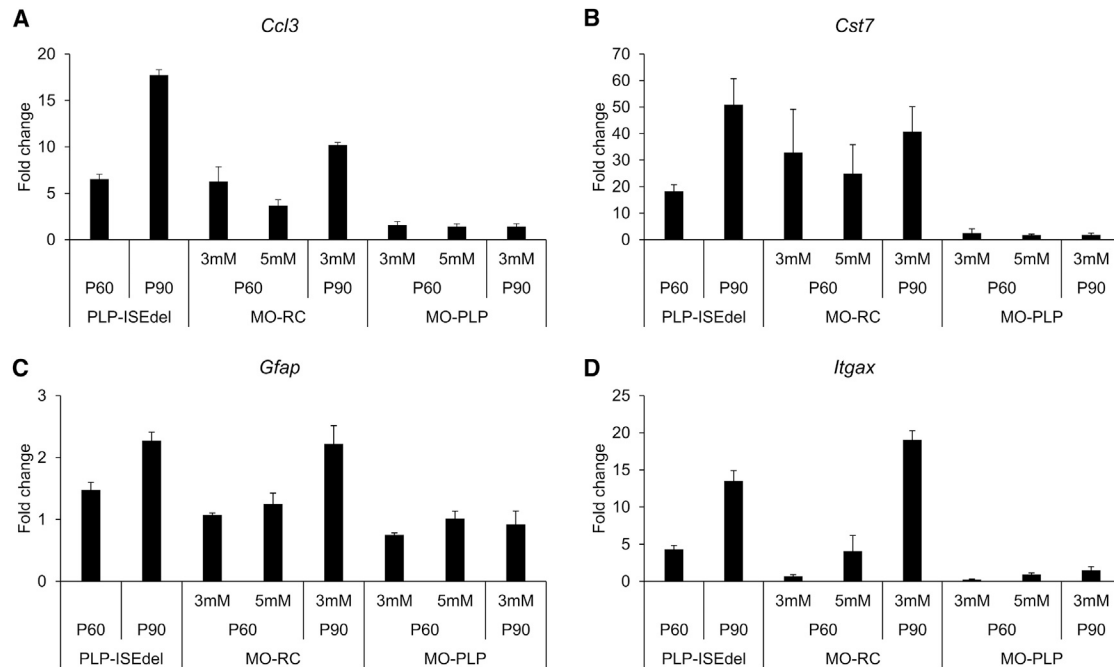 A
Ccl3
Fold change
20
15
10
5
0
3mM 5mM 3mM 3mM 5mM 3mM
P60 P90 P60 P90 P60 P90
PLP-ISEdel MO-RC MO-PLP
B
Cst7
Fold change
70
60
50
40
30
20
10
0
3mM 5mM 3mM 3mM 5mM 3mM
P60 P90 P60 P90 P60 P90
PLP-ISEdel MO-RC MO-PLP
C
Gfap
Fold change
3
2
1
0
3mM 5mM 3mM 3mM 5mM 3mM
P60 P90 P60 P90 P60 P90
PLP-ISEdel MO-RC MO-PLP
D
Itgax
Fold change
25
20
15
10
5
0
3mM 5mM 3mM 3mM 5mM 3mM
P60 P90 P60 P90 P60 P90
PLP-ISEdel MO-RC MO-PLP